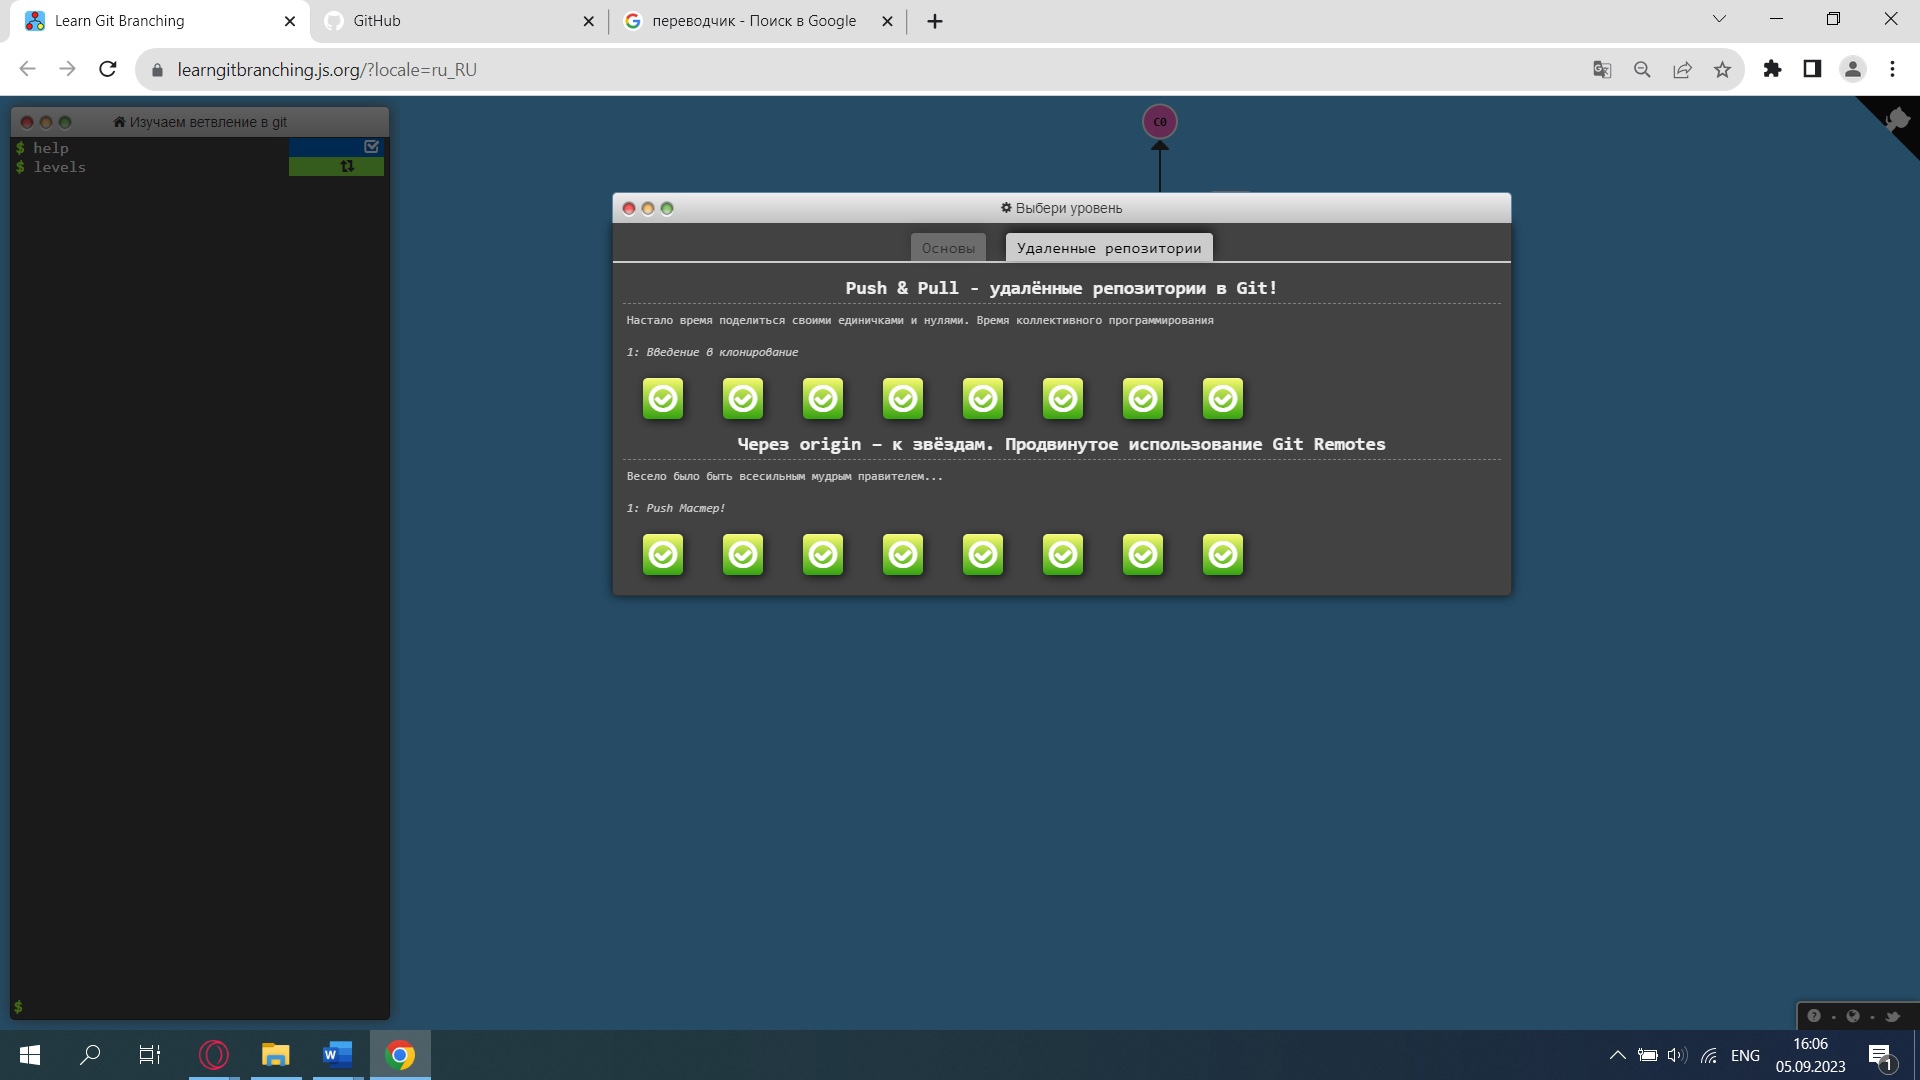 Learn Git Branching
GitHub
переводчик - Поиск в Google
learngitbranching.js.org/?locale=ru_RU
Изучаем ветвление в git
$ help
$ levels
C0
Выбери уровень
Основы
Удаленные репозитории
Push & Pull - удалённые репозитории в Git!
Настало время поделиться своими единичками и нулями. Время коллективного программирования
1: Введение в клонирование
Через origin – к звёздам. Продвинутое использование Git Remotes
Весело было быть всесильным мудрым правителем...
1: Push Мастер!
$
ENG
16:06
05.09.2023
1